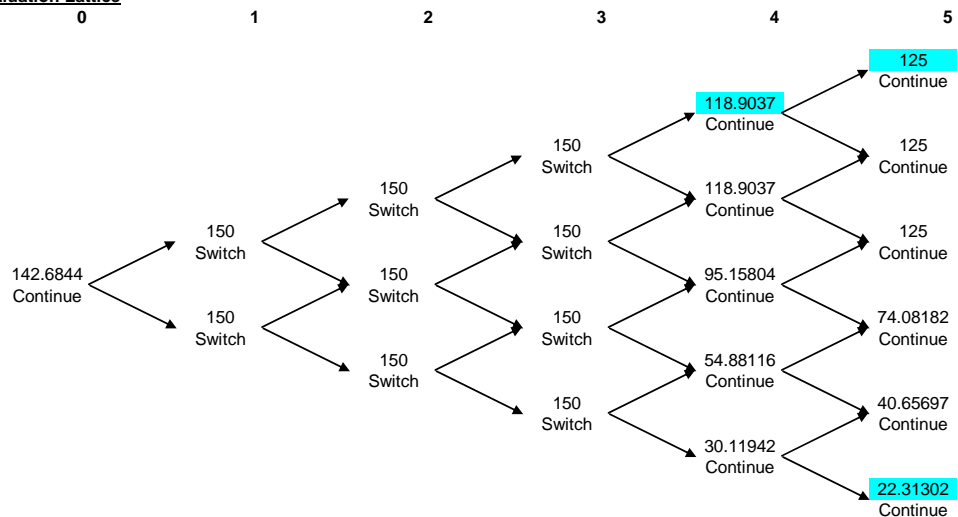 0 1 2 3 4 5
125
Continue
118.9037
Continue
150
Switch
125
Continue
150
Switch
118.9037
Continue
150
Switch
150
Switch
125
Continue
142.6844
Continue
150
Switch
95.15804
Continue
150
Switch
150
Switch
74.08182
Continue
150
Switch
54.88116
Continue
150
Switch
40.65697
Continue
30.11942
Continue
22.31302
Continue